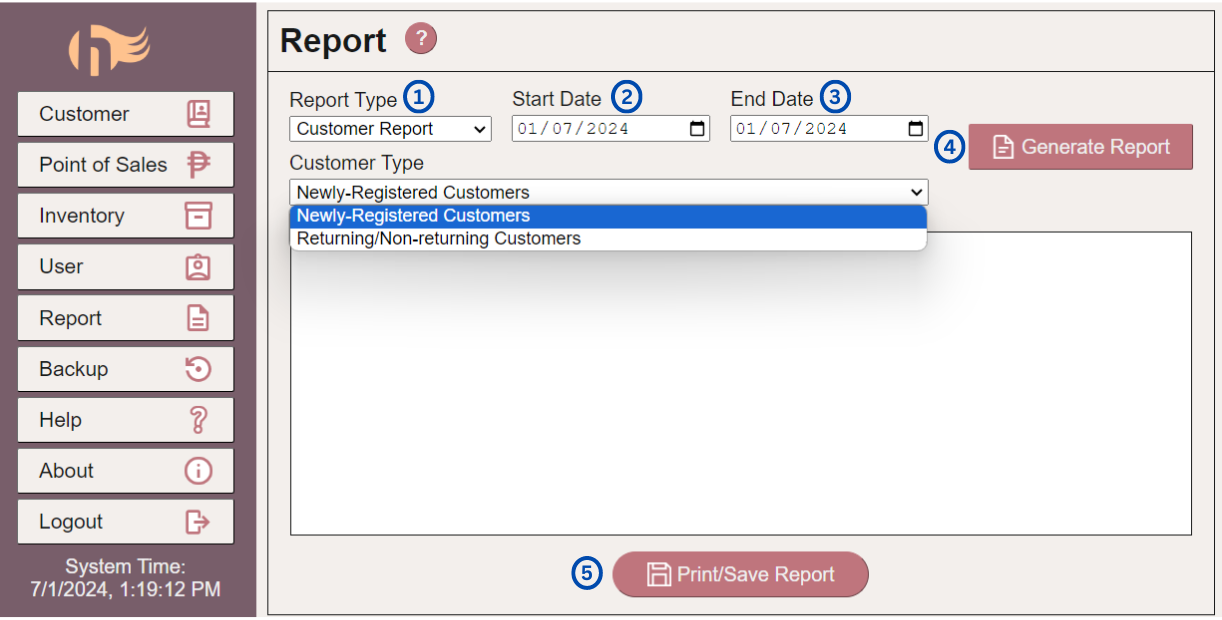 Customer
Point of Sales
Inventory
User
Report
Backup
Help
About
Logout
System Time:
7/1/2024, 1:19:12 PM
Report ?
Report Type 1 Start Date 2 End Date 3
Customer Report 01/07/2024 01/07/2024
4 Generate Report
Customer Type
Newly-Registered Customers
Newly-Registered Customers
Returning/Non-returning Customers
5 Print/Save Report